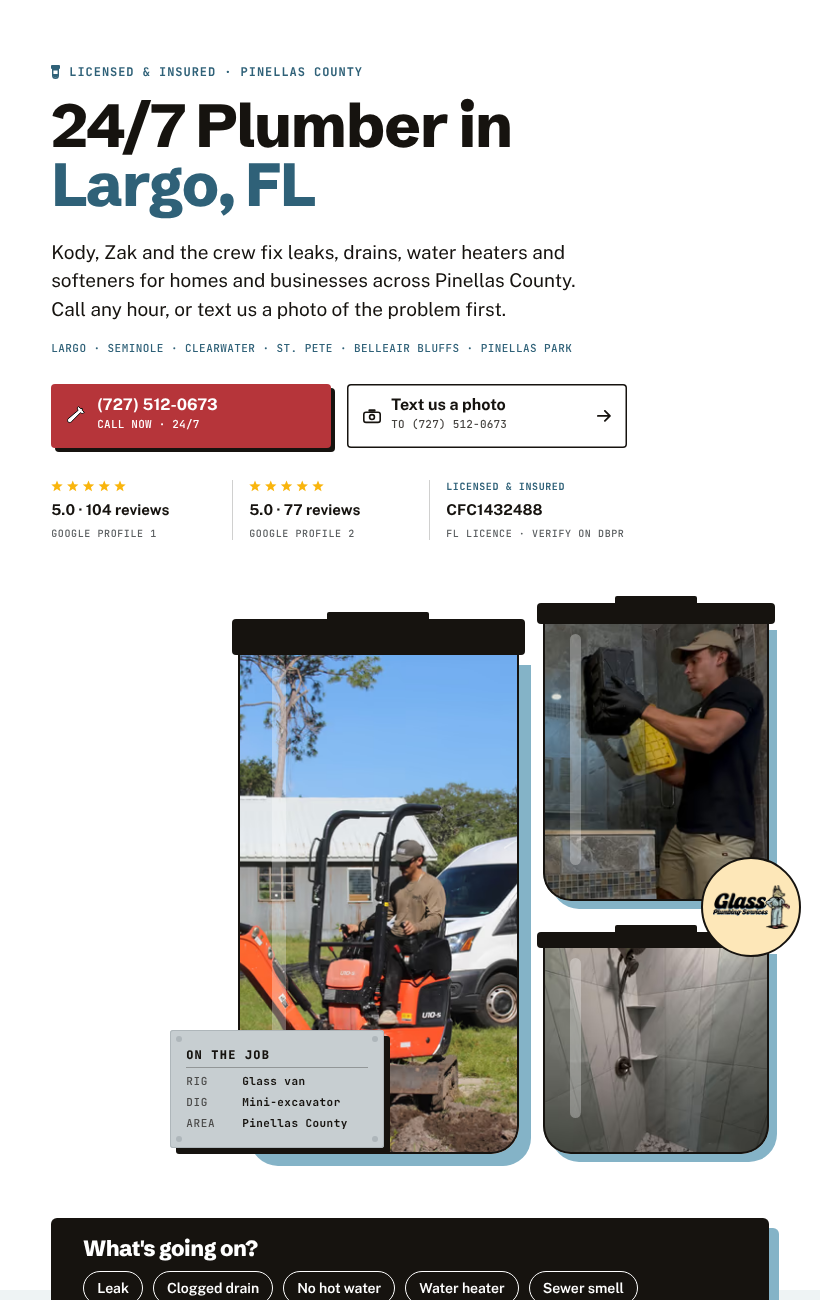 LICENSED & INSURED · PINELLAS COUNTY
24/7 Plumber in
Largo, FL
Kody, Zak and the crew fix leaks, drains, water heaters and
softeners for homes and businesses across Pinellas County.
Call any hour, or text us a photo of the problem first.
LARGO · SEMINOLE · CLEARWATER · ST. PETE · BELLEAIR BLUFFS · PINELLAS PARK
(727) 512-0673
CALL NOW · 24/7
Text us a photo
TO (727) 512-0673
5.0 · 104 reviews
GOOGLE PROFILE 1
5.0 · 77 reviews
GOOGLE PROFILE 2
LICENSED & INSURED
CFC1432488
FL LICENCE · VERIFY ON DBPR
U10-5
U10-5
Glass
Plumbing Services
ON THE JOB
RIG Glass van
DIG Mini-excavator
AREA Pinellas County
What's going on?
Leak
Clogged drain
No hot water
Water heater
Sewer smell